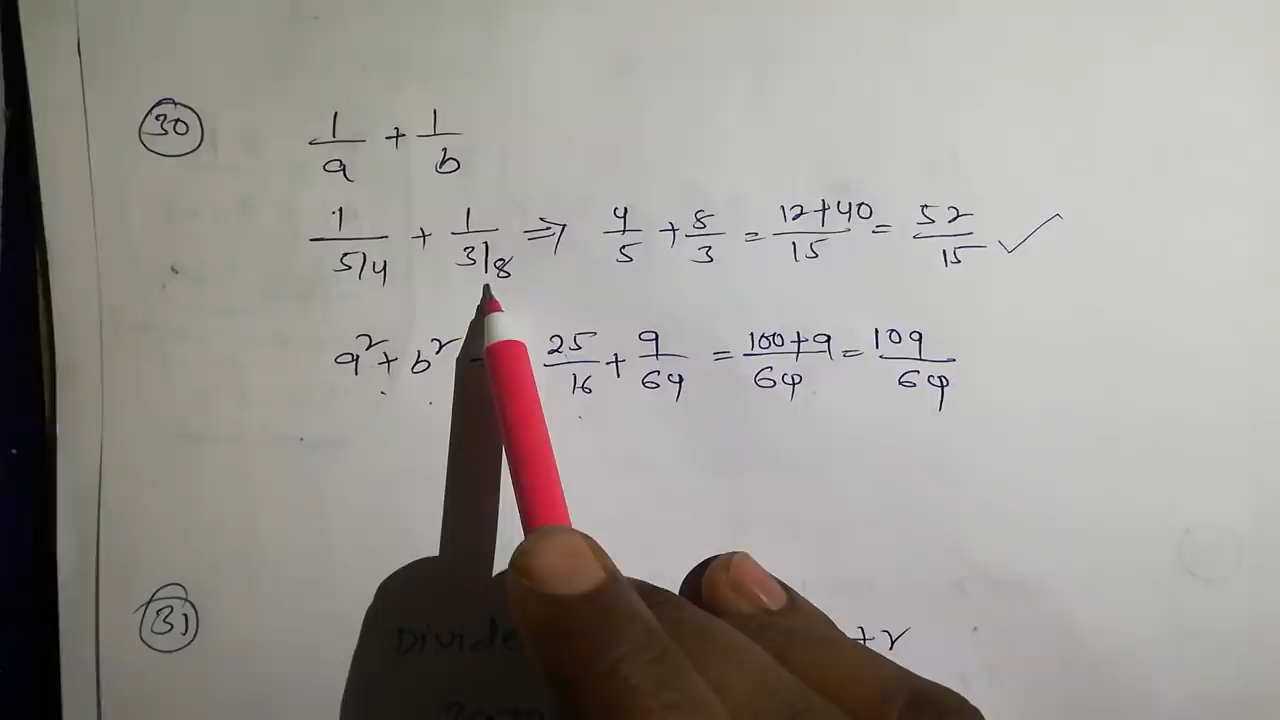 30
1/a + 1/b
1/5/4 + 1/3/8 ⇒ 4/5 + 8/3 = 12+40/15 = 52/15 ✓
a² + b² 25/16 + 9/64 = 100+9/64 = 109/64
31
Divide +r